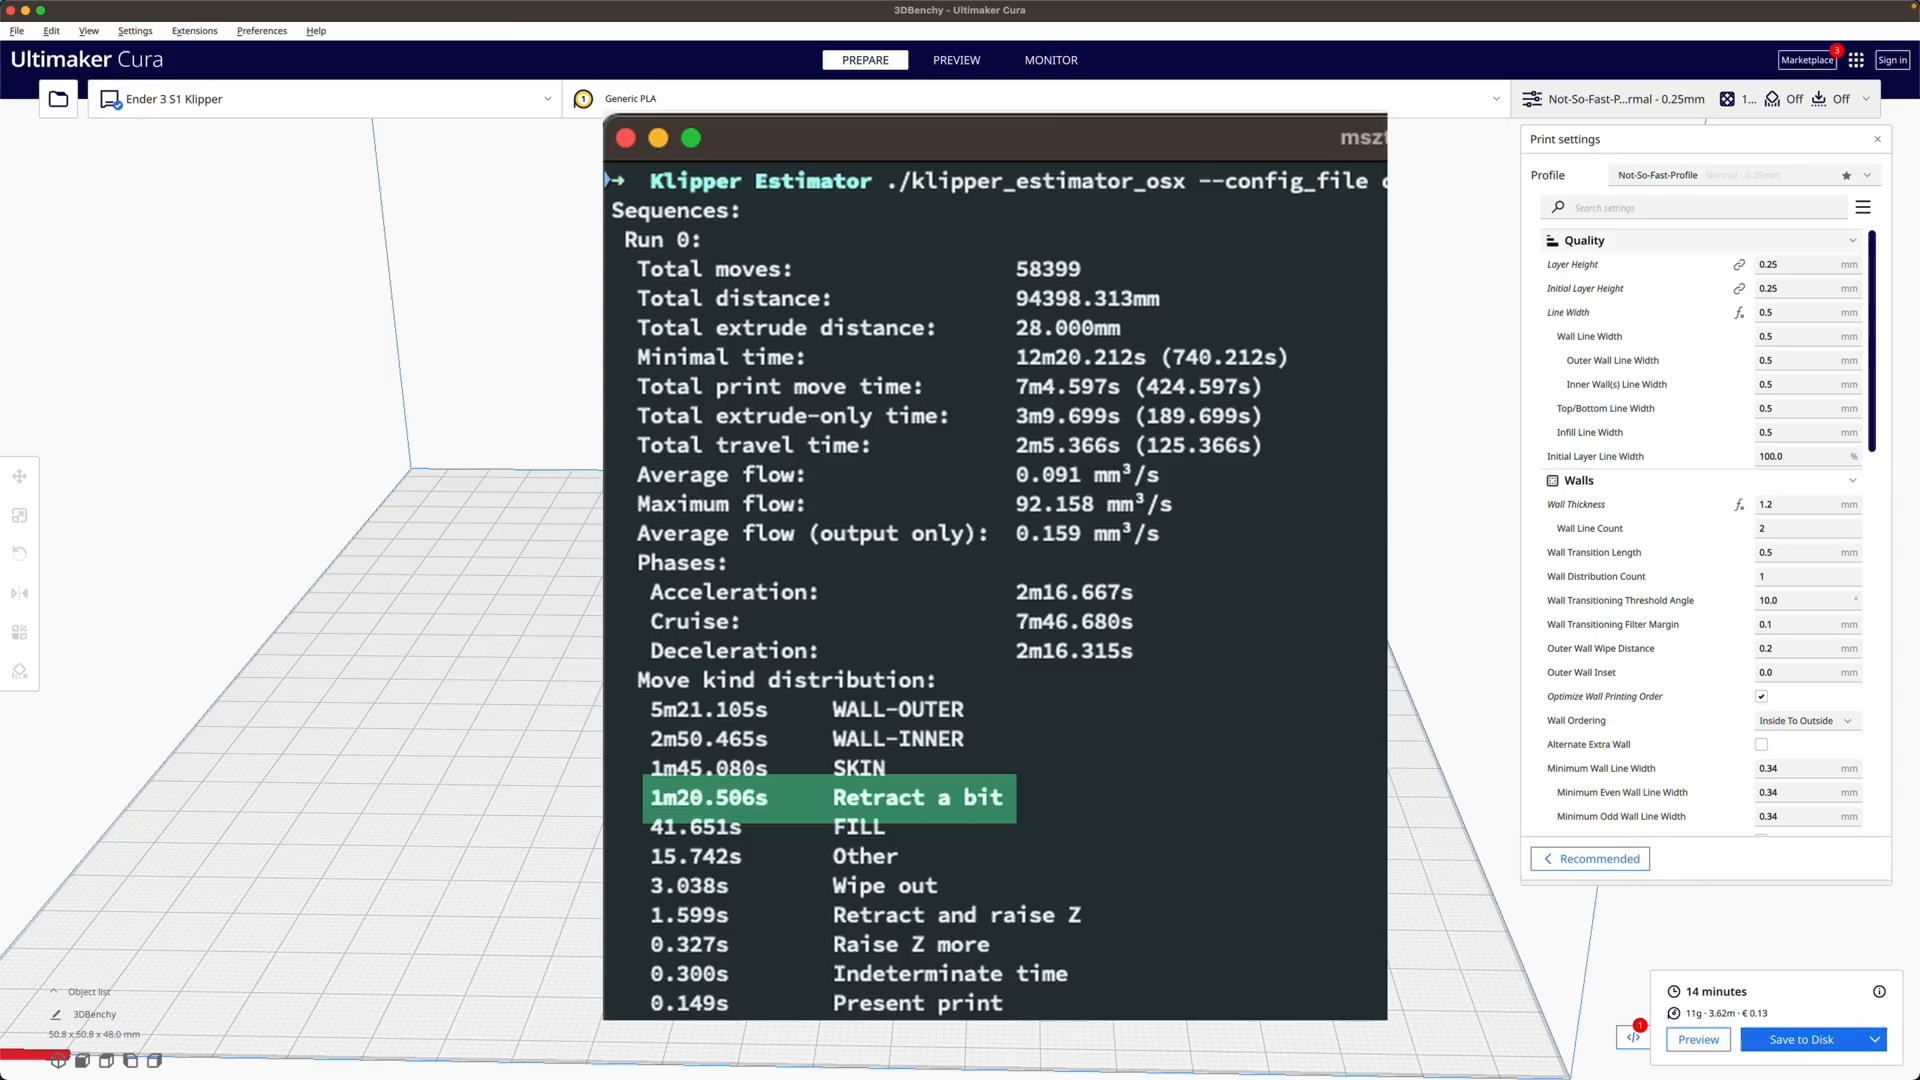 3DBenchy - Ultimaker Cura
File Edit View Settings Extensions Preferences Help
Ultimaker Cura
PREPARE PREVIEW MONITOR
Marketplace 3
Sign in
Ender 3 S1 Klipper
1 Generic PLA
Not-So-Fast-P...rmal - 0.25mm 1... Off Off
mszt
Klipper Estimator ./klipper_estimator_osx --config_file c
Sequences:
Run 0:
Total moves: 58399
Total distance: 94398.313mm
Total extrude distance: 28.000mm
Minimal time: 12m20.212s (740.212s)
Total print move time: 7m4.597s (424.597s)
Total extrude-only time: 3m9.699s (189.699s)
Total travel time: 2m5.366s (125.366s)
Average flow: 0.091 mm³/s
Maximum flow: 92.158 mm³/s
Average flow (output only): 0.159 mm³/s
Phases:
Acceleration: 2m16.667s
Cruise: 7m46.680s
Deceleration: 2m16.315s
Move kind distribution:
5m21.105s WALL-OUTER
2m50.465s WALL-INNER
1m45.080s SKIN
1m20.506s Retract a bit
41.651s FILL
15.742s Other
3.038s Wipe out
1.599s Retract and raise Z
0.327s Raise Z more
0.300s Indeterminate time
0.149s Present print
Print settings
Profile Not-So-Fast-Profile Normal - 0.25mm
Search settings
Quality
Layer Height 0.25 mm
Initial Layer Height 0.25 mm
Line Width 0.5 mm
Wall Line Width 0.5 mm
Outer Wall Line Width 0.5 mm
Inner Wall(s) Line Width 0.5 mm
Top/Bottom Line Width 0.5 mm
Infill Line Width 0.5 mm
Initial Layer Line Width 100.0 %
Walls
Wall Thickness 1.2 mm
Wall Line Count 2
Wall Transition Length 0.5 mm
Wall Distribution Count 1
Wall Transitioning Threshold Angle 10.0 °
Wall Transitioning Filter Margin 0.1 mm
Outer Wall Wipe Distance 0.2 mm
Outer Wall Inset 0.0 mm
Optimize Wall Printing Order
Wall Ordering Inside To Outside
Alternate Extra Wall
Minimum Wall Line Width 0.34 mm
Minimum Even Wall Line Width 0.34 mm
Minimum Odd Wall Line Width 0.34 mm
Recommended
Object list
3DBenchy
50.8 x 50.8 x 48.0 mm
14 minutes
11g · 3.62m · € 0.13
1
Preview
Save to Disk